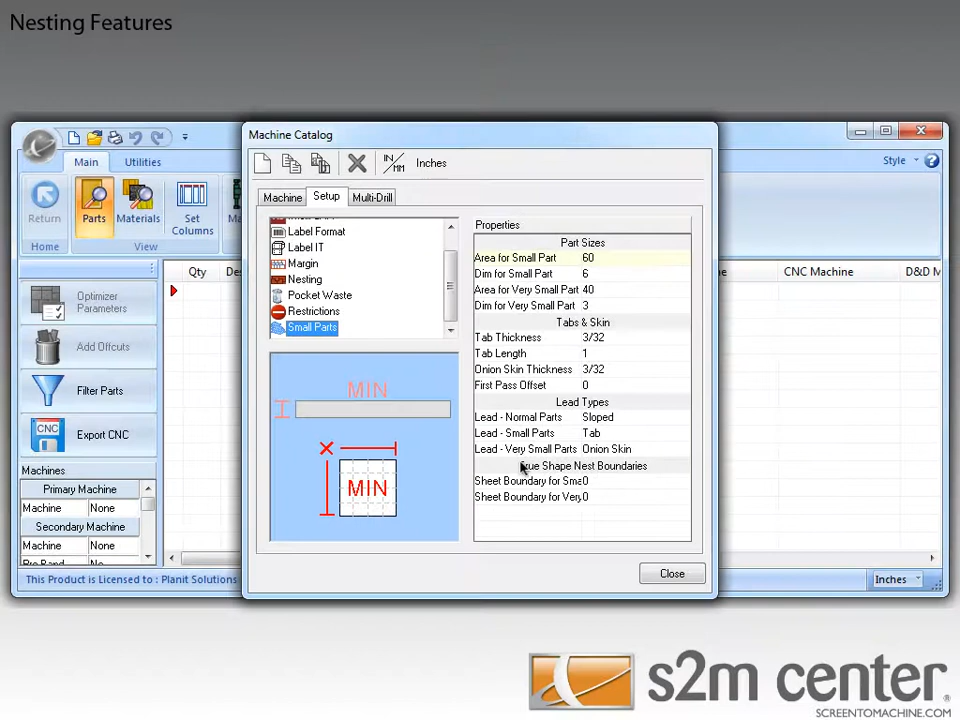 Nesting Features
Machine Catalog
Main
Utilities
Style
Inches
Return
Parts
Materials
Set
Columns
Home
View
Machine
Setup
Multi-Drill
Label Format
Label IT
Margin
Nesting
Pocket Waste
Restrictions
Small Parts
MIN
MIN
Properties
Part Sizes
Area for Small Part 60
Dim for Small Part 6
Area for Very Small Part 40
Dim for Very Small Part 3
Tabs & Skin
Tab Thickness 3/32
Tab Length 1
Onion Skin Thickness 3/32
First Pass Offset 0
Lead Types
Lead - Normal Parts Sloped
Lead - Small Parts Tab
Lead - Very Small Parts Onion Skin
True Shape Nest Boundaries
Sheet Boundary for Sma 0
Sheet Boundary for Very 0
Close
Qty
CNC Machine
D&D M
Optimizer
Parameters
Add Offcuts
Filter Parts
CNC
Export CNC
Machines
Primary Machine
Machine None
Secondary Machine
Machine None
This Product is Licensed to : Planit Solutions
Inches
s2m center.
SCREENTOMACHINE.COM